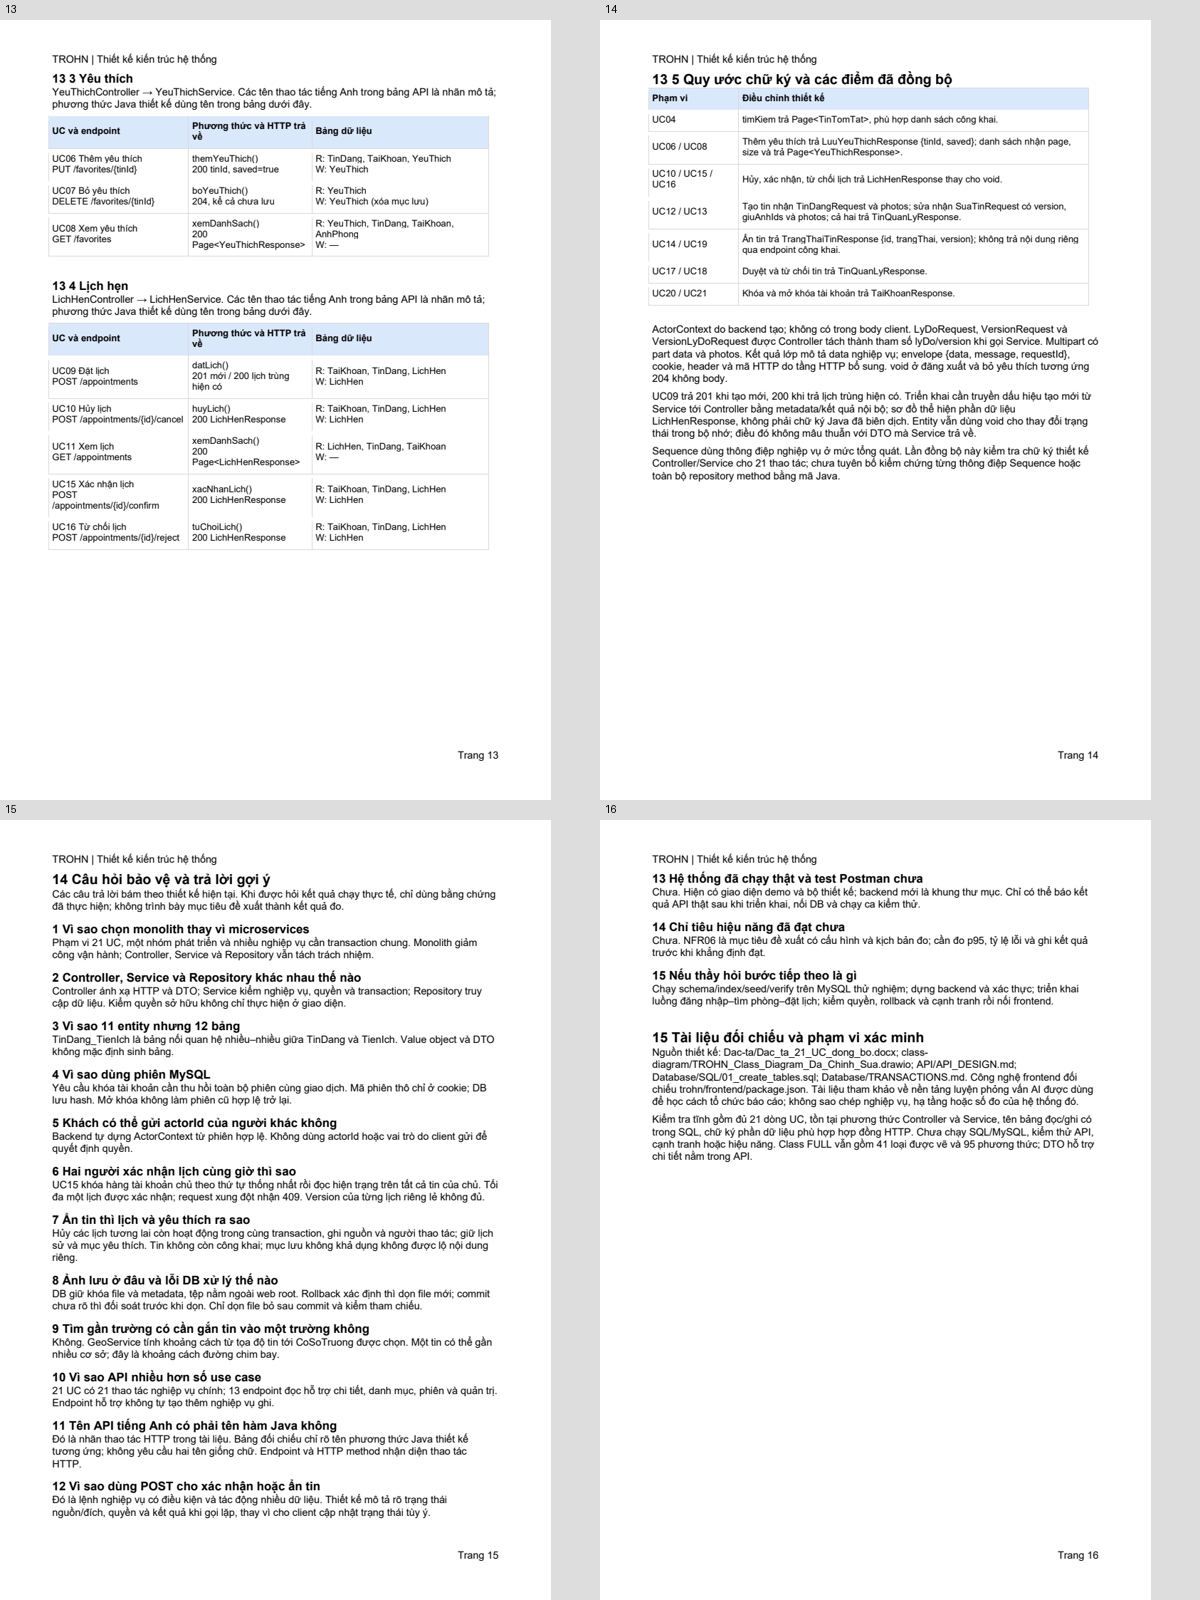 13
TROHN | Thiết kế kiến trúc hệ thống
13 3 Yêu thích
YeuThichController → YeuThichService. Các tên thao tác tiếng Anh trong bảng API là nhãn mô tả;
phương thức Java thiết kế dùng tên trong bảng dưới đây.
UC và endpoint
Phương thức và HTTP trả
về
Bảng dữ liệu
UC06 Thêm yêu thích
PUT /favorites/{tinId}
themYeuThich()
200 tinId, saved=true
R: TinDang, TaiKhoan, YeuThich
W: YeuThich
UC07 Bỏ yêu thích
DELETE /favorites/{tinId}
boYeuThich()
204, kể cả chưa lưu
R: YeuThich
W: YeuThich (xóa mục lưu)
UC08 Xem yêu thích
GET /favorites
xemDanhSach()
200
Page<YeuThichResponse>
R: YeuThich, TinDang, TaiKhoan,
AnhPhong
W: —
13 4 Lịch hẹn
LichHenController → LichHenService. Các tên thao tác tiếng Anh trong bảng API là nhãn mô tả;
phương thức Java thiết kế dùng tên trong bảng dưới đây.
UC và endpoint
Phương thức và HTTP trả
về
Bảng dữ liệu
UC09 Đặt lịch
POST /appointments
datLich()
201 mới / 200 lịch trùng
hiện có
R: TaiKhoan, TinDang, LichHen
W: LichHen
UC10 Hủy lịch
POST /appointments/{id}/cancel
huyLich()
200 LichHenResponse
R: TaiKhoan, TinDang, LichHen
W: LichHen
UC11 Xem lịch
GET /appointments
xemDanhSach()
200
Page<LichHenResponse>
R: LichHen, TinDang, TaiKhoan
W: —
UC15 Xác nhận lịch
POST
/appointments/{id}/confirm
xacNhanLich()
200 LichHenResponse
R: TaiKhoan, TinDang, LichHen
W: LichHen
UC16 Từ chối lịch
POST /appointments/{id}/reject
tuChoiLich()
200 LichHenResponse
R: TaiKhoan, TinDang, LichHen
W: LichHen
Trang 13
14
TROHN | Thiết kế kiến trúc hệ thống
13 5 Quy ước chữ ký và các điểm đã đồng bộ
Phạm vi
Điều chỉnh thiết kế
UC04
timKiem trả Page<TinTomTat>, phù hợp danh sách công khai.
UC06 / UC08
Thêm yêu thích trả LuuYeuThichResponse {tinId, saved}; danh sách nhận page,
size và trả Page<YeuThichResponse>.
UC10 / UC15 /
UC16
Hủy, xác nhận, từ chối lịch trả LichHenResponse thay cho void.
UC12 / UC13
Tạo tin nhận TinDangRequest và photos; sửa nhận SuaTinRequest có version,
giuAnhIds và photos; cả hai trả TinQuanLyResponse.
UC14 / UC19
Ẩn tin trả TrangThaiTinResponse {id, trangThai, version}; không trả nội dung riêng
qua endpoint công khai.
UC17 / UC18
Duyệt và từ chối tin trả TinQuanLyResponse.
UC20 / UC21
Khóa và mở khóa tài khoản trả TaiKhoanResponse.
ActorContext do backend tạo; không có trong body client. LyDoRequest, VersionRequest và
VersionLyDoRequest được Controller tách thành tham số lyDo/version khi gọi Service. Multipart có
part data và photos. Kết quả lớp mô tả data nghiệp vụ; envelope {data, message, requestId},
cookie, header và mã HTTP do tầng HTTP bổ sung. void ở đăng xuất và bỏ yêu thích tương ứng
204 không body.
UC09 trả 201 khi tạo mới, 200 khi trả lịch trùng hiện có. Triển khai cần truyền dấu hiệu tạo mới từ
Service tới Controller bằng metadata/kết quả nội bộ; sơ đồ thể hiện phần dữ liệu
LichHenResponse, không phải chữ ký Java đã biên dịch. Entity vẫn dùng void cho thay đổi trạng
thái trong bộ nhớ; điều đó không mâu thuẫn với DTO mà Service trả về.
Sequence dùng thông điệp nghiệp vụ ở mức tổng quát. Lần đồng bộ này kiểm tra chữ ký thiết kế
Controller/Service cho 21 thao tác; chưa tuyên bố kiểm chứng từng thông điệp Sequence hoặc
toàn bộ repository method bằng mã Java.
Trang 14
15
TROHN | Thiết kế kiến trúc hệ thống
14 Câu hỏi bảo vệ và trả lời gợi ý
Các câu trả lời bám theo thiết kế hiện tại. Khi được hỏi kết quả chạy thực tế, chỉ dùng bằng chứng
đã thực hiện; không trình bày mục tiêu đề xuất thành kết quả đo.
1 Vì sao chọn monolith thay vì microservices
Phạm vi 21 UC, một nhóm phát triển và nhiều nghiệp vụ cần transaction chung. Monolith giảm
công vận hành; Controller, Service và Repository vẫn tách trách nhiệm.
2 Controller, Service và Repository khác nhau thế nào
Controller ánh xạ HTTP và DTO; Service kiểm nghiệp vụ, quyền và transaction; Repository truy
cập dữ liệu. Kiểm quyền sở hữu không chỉ thực hiện ở giao diện.
3 Vì sao 11 entity nhưng 12 bảng
TinDang_TienIch là bảng nối quan hệ nhiều–nhiều giữa TinDang và TienIch. Value object và DTO
không mặc định sinh bảng.
4 Vì sao dùng phiên MySQL
Yêu cầu khóa tài khoản cần thu hồi toàn bộ phiên cùng giao dịch. Mã phiên thô chỉ ở cookie; DB
lưu hash. Mở khóa không làm phiên cũ hợp lệ trở lại.
5 Khách có thể gửi actorId của người khác không
Backend tự dựng ActorContext từ phiên hợp lệ. Không dùng actorId hoặc vai trò do client gửi để
quyết định quyền.
6 Hai người xác nhận lịch cùng giờ thì sao
UC15 khóa hàng tài khoản chủ theo thứ tự thống nhất rồi đọc hiện trạng trên tất cả tin của chủ. Tối
đa một lịch được xác nhận; request xung đột nhận 409. Version của từng lịch riêng lẻ không đủ.
7 Ẩn tin thì lịch và yêu thích ra sao
Hủy các lịch tương lai còn hoạt động trong cùng transaction, ghi nguồn và người thao tác; giữ lịch
sử và mục yêu thích. Tin không còn công khai; mục lưu không khả dụng không được lộ nội dung
riêng.
8 Ảnh lưu ở đâu và lỗi DB xử lý thế nào
DB giữ khóa file và metadata, tệp nằm ngoài web root. Rollback xác định thì dọn file mới; commit
chưa rõ thì đối soát trước khi dọn. Chỉ dọn file bỏ sau commit và kiểm tham chiếu.
9 Tìm gần trường có cần gắn tin vào một trường không
Không. GeoService tính khoảng cách từ tọa độ tin tới CoSoTruong được chọn. Một tin có thể gần
nhiều cơ sở; đây là khoảng cách đường chim bay.
10 Vì sao API nhiều hơn số use case
21 UC có 21 thao tác nghiệp vụ chính; 13 endpoint đọc hỗ trợ chi tiết, danh mục, phiên và quản trị.
Endpoint hỗ trợ không tự tạo thêm nghiệp vụ ghi.
11 Tên API tiếng Anh có phải tên hàm Java không
Đó là nhãn thao tác HTTP trong tài liệu. Bảng đối chiếu chỉ rõ tên phương thức Java thiết kế
tương ứng; không yêu cầu hai tên giống chữ. Endpoint và HTTP method nhận diện thao tác
HTTP.
12 Vì sao dùng POST cho xác nhận hoặc ẩn tin
Đó là lệnh nghiệp vụ có điều kiện và tác động nhiều dữ liệu. Thiết kế mô tả rõ trạng thái
nguồn/đích, quyền và kết quả khi gọi lặp, thay vì cho client cập nhật trạng thái tùy ý.
Trang 15
16
TROHN | Thiết kế kiến trúc hệ thống
13 Hệ thống đã chạy thật và test Postman chưa
Chưa. Hiện có giao diện demo và bộ thiết kế; backend mới là khung thư mục. Chỉ có thể báo kết
quả API thật sau khi triển khai, nối DB và chạy ca kiểm thử.
14 Chỉ tiêu hiệu năng đã đạt chưa
Chưa. NFR06 là mục tiêu đề xuất có cấu hình và kịch bản đo; cần đo p95, tỷ lệ lỗi và ghi kết quả
trước khi khẳng định đạt.
15 Nếu thầy hỏi bước tiếp theo là gì
Chạy schema/index/seed/verify trên MySQL thử nghiệm; dựng backend và xác thực; triển khai
luồng đăng nhập–tìm phòng–đặt lịch; kiểm quyền, rollback và cạnh tranh rồi nối frontend.
15 Tài liệu đối chiếu và phạm vi xác minh
Nguồn thiết kế: Dac-ta/Dac_ta_21_UC_dong_bo.docx; class-
diagram/TROHN_Class_Diagram_Da_Chinh_Sua.drawio; API/API_DESIGN.md;
Database/SQL/01_create_tables.sql; Database/TRANSACTIONS.md. Công nghệ frontend đối
chiếu trohn/frontend/package.json. Tài liệu tham khảo về nền tảng luyện phỏng vấn AI được dùng
để học cách tổ chức báo cáo; không sao chép nghiệp vụ, hạ tầng hoặc số đo của hệ thống đó.
Kiểm tra tĩnh gồm đủ 21 dòng UC, tồn tại phương thức Controller và Service, tên bảng đọc/ghi có
trong SQL, chữ ký phần dữ liệu phù hợp hợp đồng HTTP. Chưa chạy SQL/MySQL, kiểm thử API,
cạnh tranh hoặc hiệu năng. Class FULL vẫn gồm 41 loại được vẽ và 95 phương thức; DTO hỗ trợ
chi tiết nằm trong API.
Trang 16